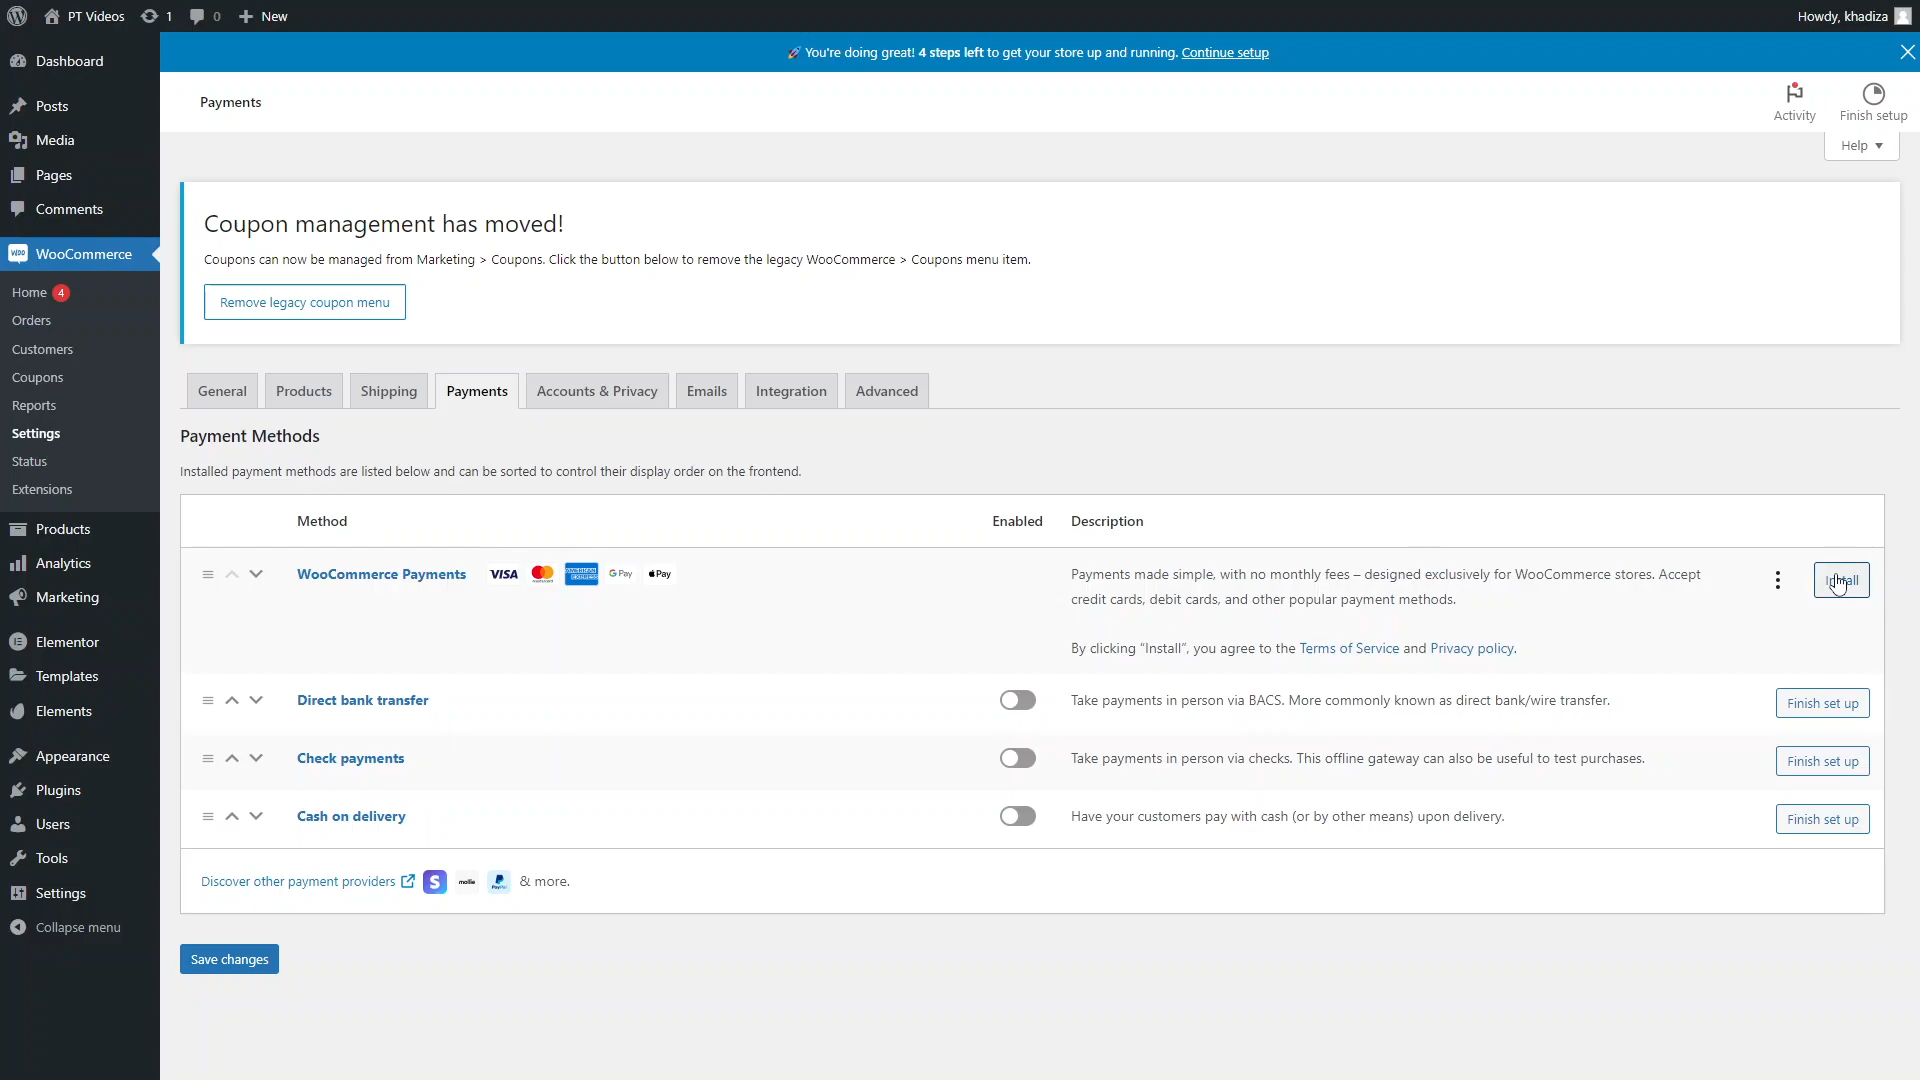 PT Videos 1 0 New
Howdy, khadiza
🚀 You're doing great! 4 steps left to get your store up and running. Continue setup
Payments
Activity
Finish setup
Help
Dashboard
Posts
Media
Pages
Comments
WooCommerce
Home 4
Orders
Customers
Coupons
Reports
Settings
Status
Extensions
Products
Analytics
Marketing
Elementor
Templates
Elements
Appearance
Plugins
Users
Tools
Settings
Collapse menu
Coupon management has moved!
Coupons can now be managed from Marketing > Coupons. Click the button below to remove the legacy WooCommerce > Coupons menu item.
Remove legacy coupon menu
General Products Shipping Payments Accounts & Privacy Emails Integration Advanced
Payment Methods
Installed payment methods are listed below and can be sorted to control their display order on the frontend.
Method Enabled Description
WooCommerce Payments VISA AMERICAN EXPRESS G Pay Pay
Payments made simple, with no monthly fees – designed exclusively for WooCommerce stores. Accept
credit cards, debit cards, and other popular payment methods.
By clicking “Install”, you agree to the Terms of Service and Privacy policy.
Install
Direct bank transfer
Take payments in person via BACS. More commonly known as direct bank/wire transfer.
Finish set up
Check payments
Take payments in person via checks. This offline gateway can also be useful to test purchases.
Finish set up
Cash on delivery
Have your customers pay with cash (or by other means) upon delivery.
Finish set up
Discover other payment providers S mollie PayPal & more.
Save changes